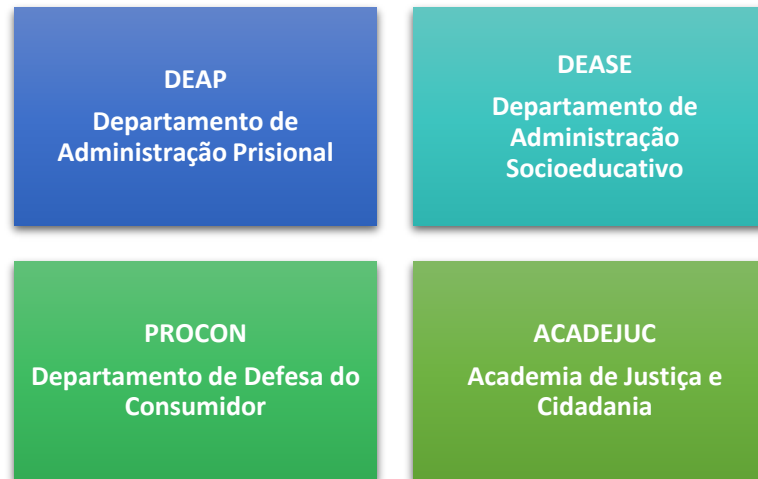 DEAP
Departamento de
Administração Prisional
DEASE
Departamento de
Administração
Socioeducativo
PROCON
Departamento de Defesa do
Consumidor
ACADEJUC
Academia de Justiça e
Cidadania